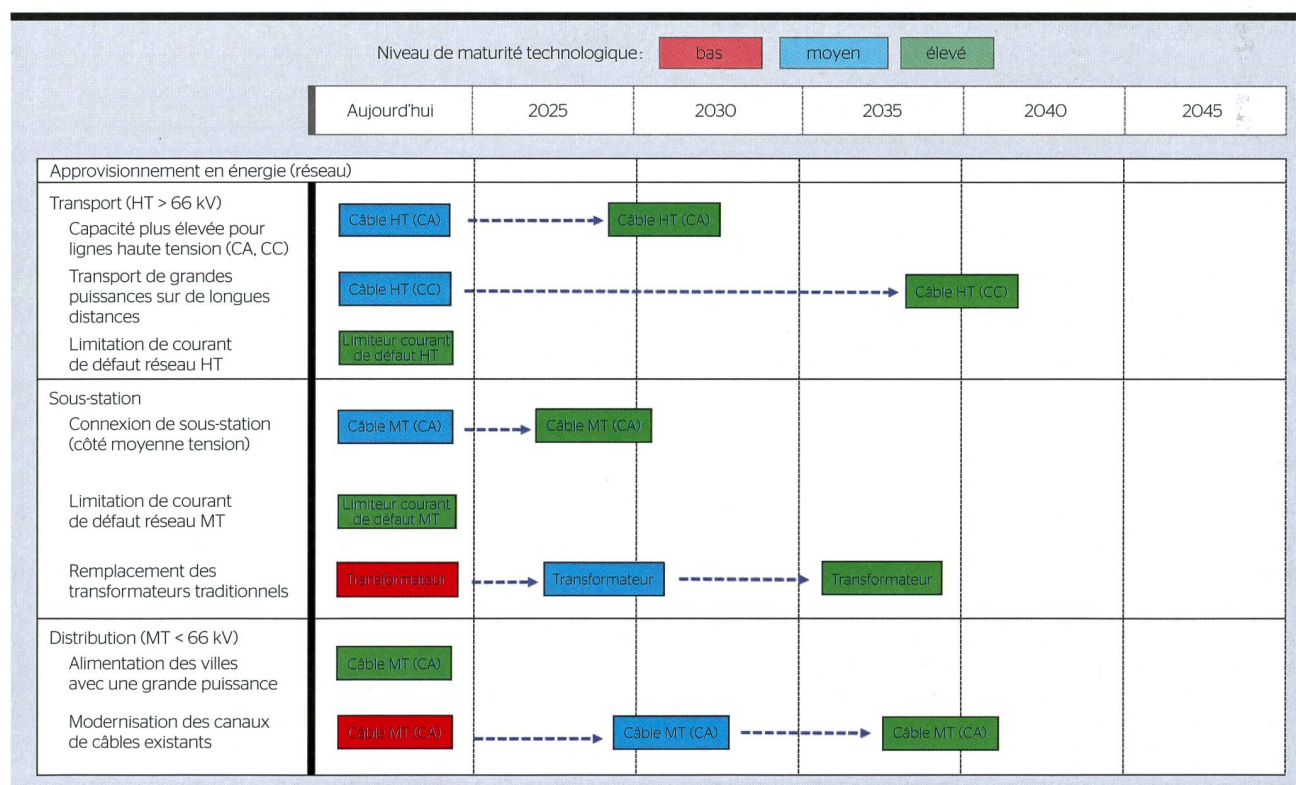 Niveau de maturité technologique:
bas
moyen
élevé
Aujourd'hui
2025
2030
2035
2040
2045
Approvisionnement en énergie (réseau)
Transport (HT > 66 kV)
Capacité plus élevée pour
lignes haute tension (CA, CC)
Câble HT (CA)
Câble HT (CA)
Transport de grandes
puissances sur de longues
distances
Câble HT (CC)
Câble HT (CC)
Limitation de courant
de défaut réseau HT
Limiteur courant
de défaut HT
Sous-station
Connexion de sous-station
(côté moyenne tension)
Câble MT (CA)
Câble MT (CA)
Limitation de courant
de défaut réseau MT
Limiteur courant
de défaut MT
Remplacement des
transformateurs traditionnels
Transformateur
Transformateur
Transformateur
Distribution (MT < 66 kV)
Alimentation des villes
avec une grande puissance
Câble MT (CA)
Modernisation des canaux
de câbles existants
Câble MT (CA)
Câble MT (CA)
Câble MT (CA)